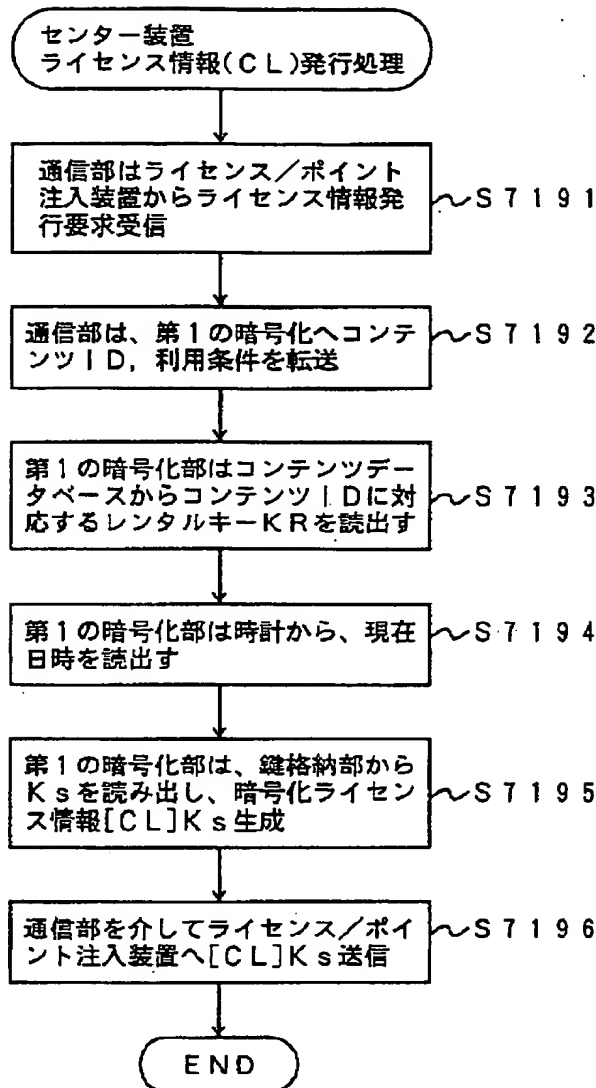 センター装置
ライセンス情報(CL)発行処理
通信部はライセンス/ポイント
注入装置からライセンス情報発
行要求受信
S7191
通信部は、第1の暗号化へコンテ
ンツID,利用条件を転送
S7192
第1の暗号化部はコンテンツデー
タベースからコンテンツIDに対
応するレンタルキーKRを読出す
S7193
第1の暗号化部は時計から、現在
日時を読出す
S7194
第1の暗号化部は、鍵格納部から
Ksを読み出し、暗号化ライセン
ス情報[CL]Ks生成
S7195
通信部を介してライセンス/ポイ
ント注入装置へ[CL]Ks送信
S7196
END